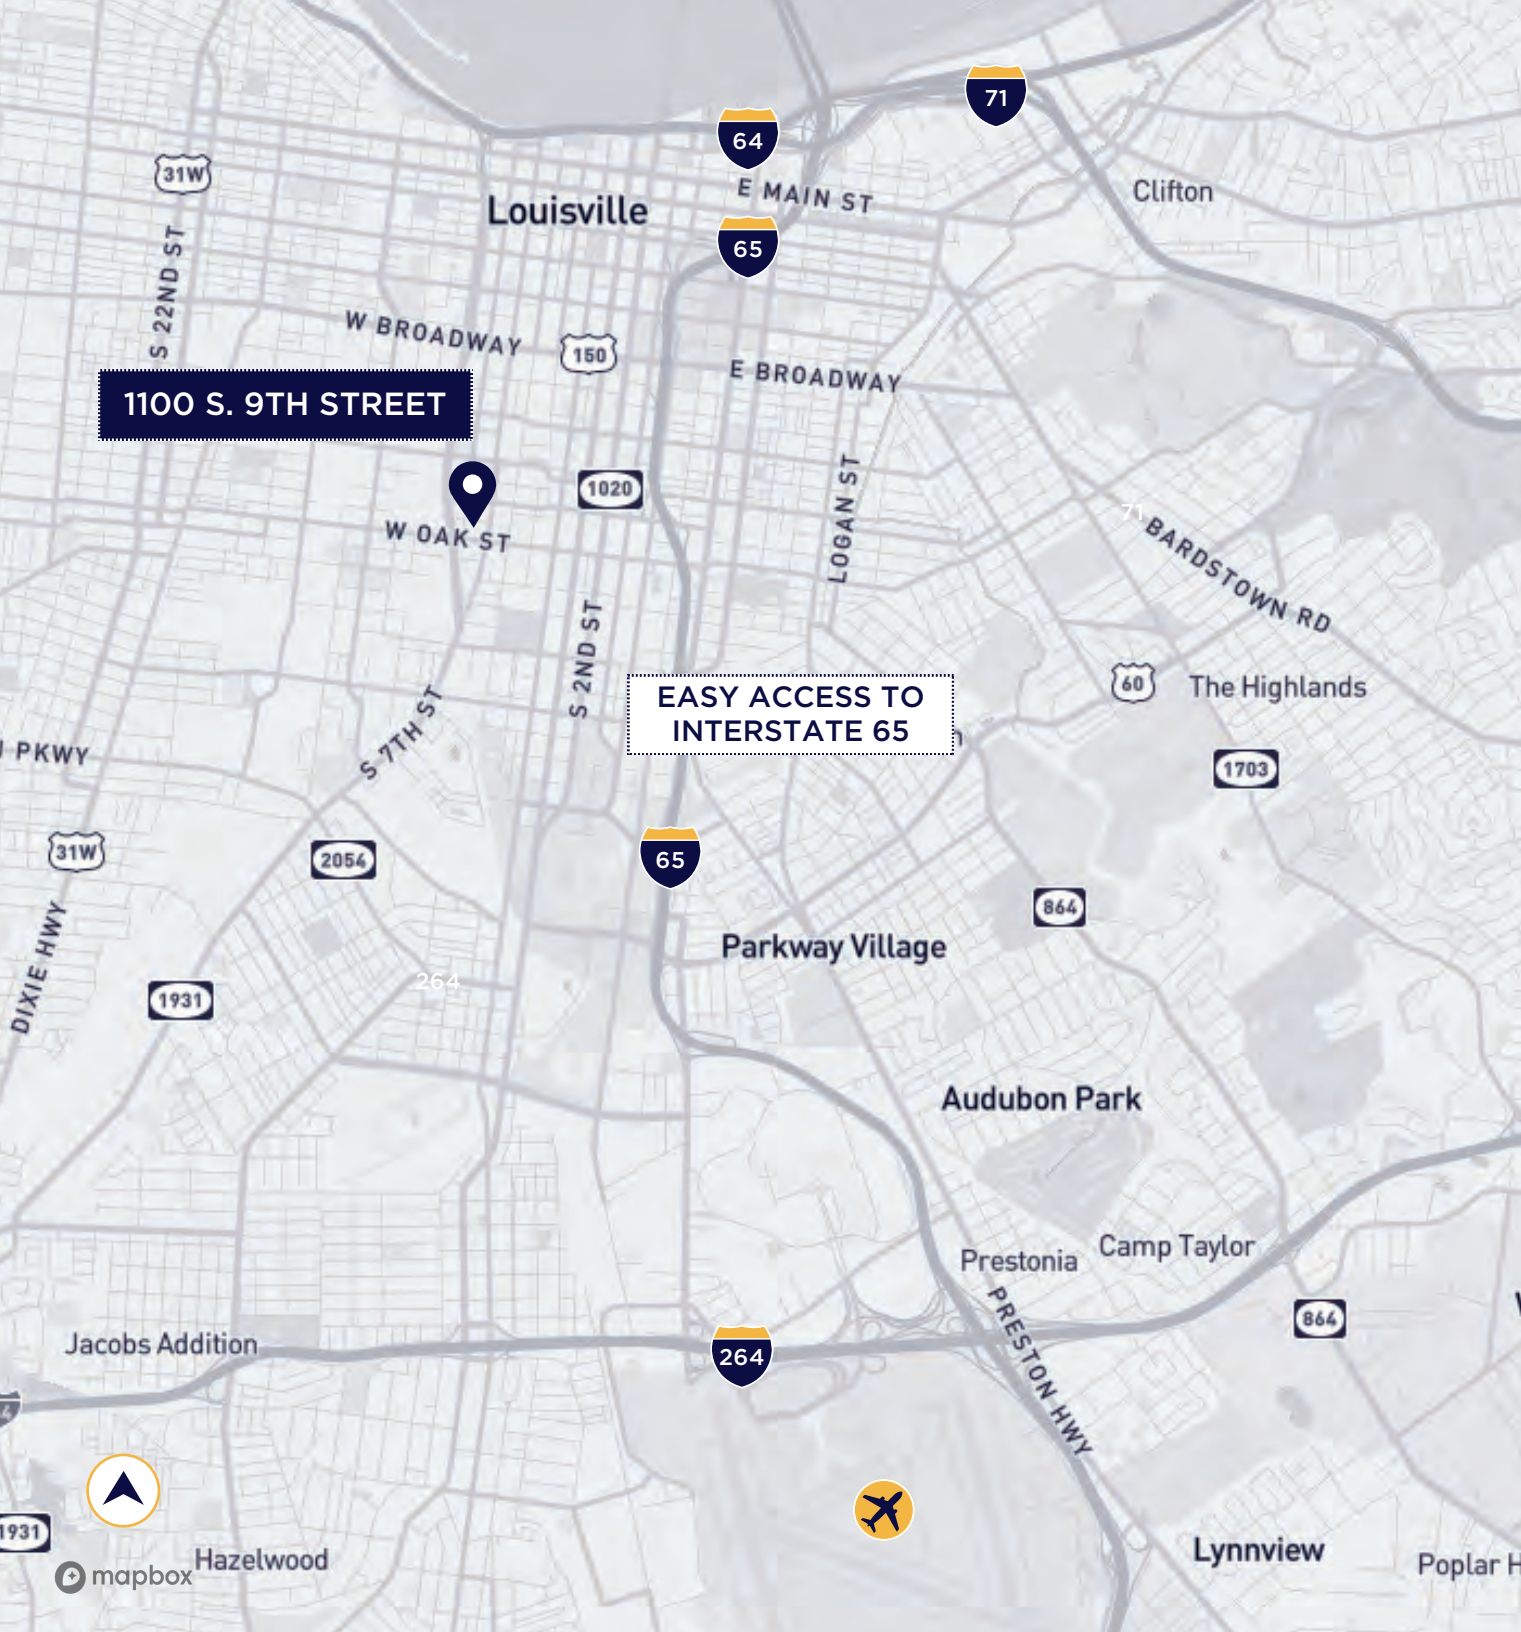 71
64
E MAIN ST
31W
Clifton
Louisville
65
S 22ND ST
W BROADWAY
150
E BROADWAY
1100 S. 9TH STREET
1020
LOGAN ST
71
W OAK ST
BARDSTOWN RD
S 2ND ST
60
The Highlands
EASY ACCESS TO
INTERSTATE 65
S 7TH ST
PKWY
1703
31W
2054
65
864
DIXIE HWY
Parkway Village
264
1931
Audubon Park
Camp Taylor
Prestonia
PRESTON HWY
864
Jacobs Addition
264
1931
Hazelwood
mapbox
Lynnview
Poplar H